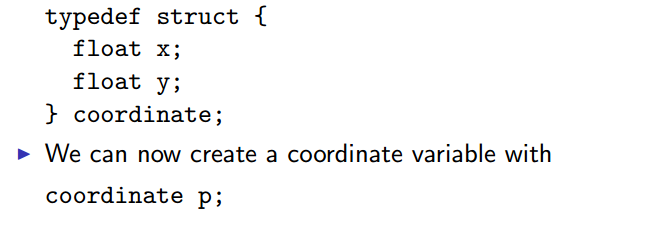 typedef struct {
float x;
float y;
} coordinate;
We can now create a coordinate variable with
coordinate p;